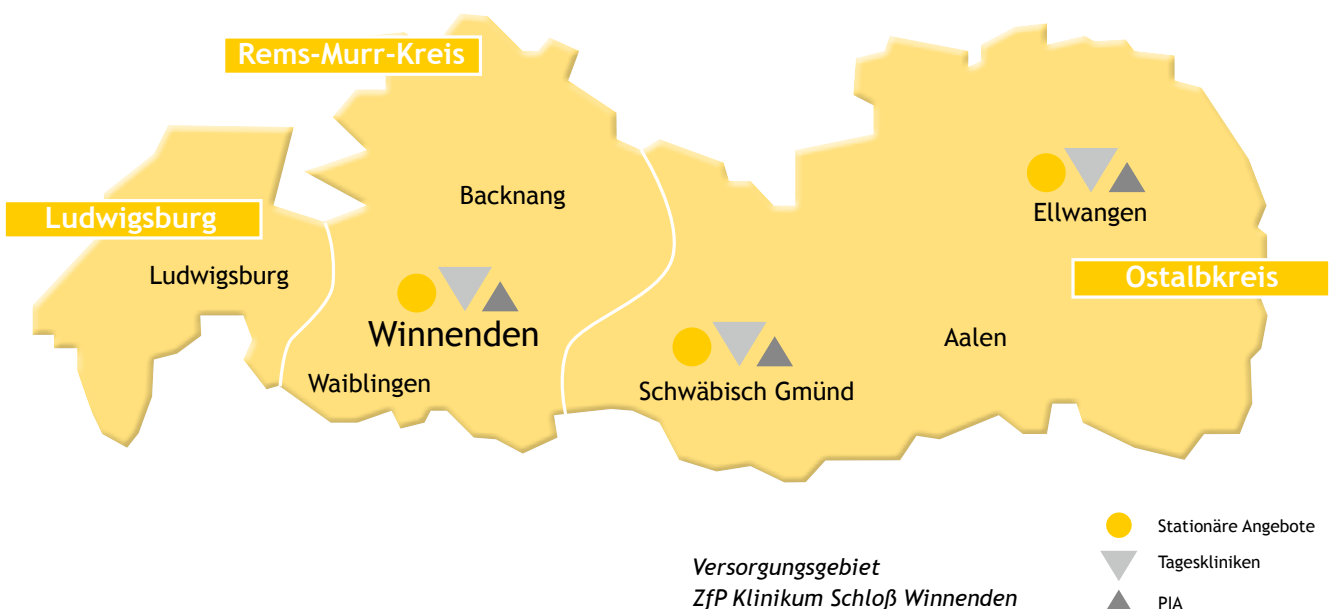 Rems-Murr-Kreis
Backnang
Ellwangen
Ludwigsburg
Ludwigsburg
Ostalbkreis
Winnenden
Aalen
Waiblingen
Schwäbisch Gmünd
Stationäre Angebote
Tageskliniken
PIA
Versorgungsgebiet
ZfP Klinikum Schloß Winnenden